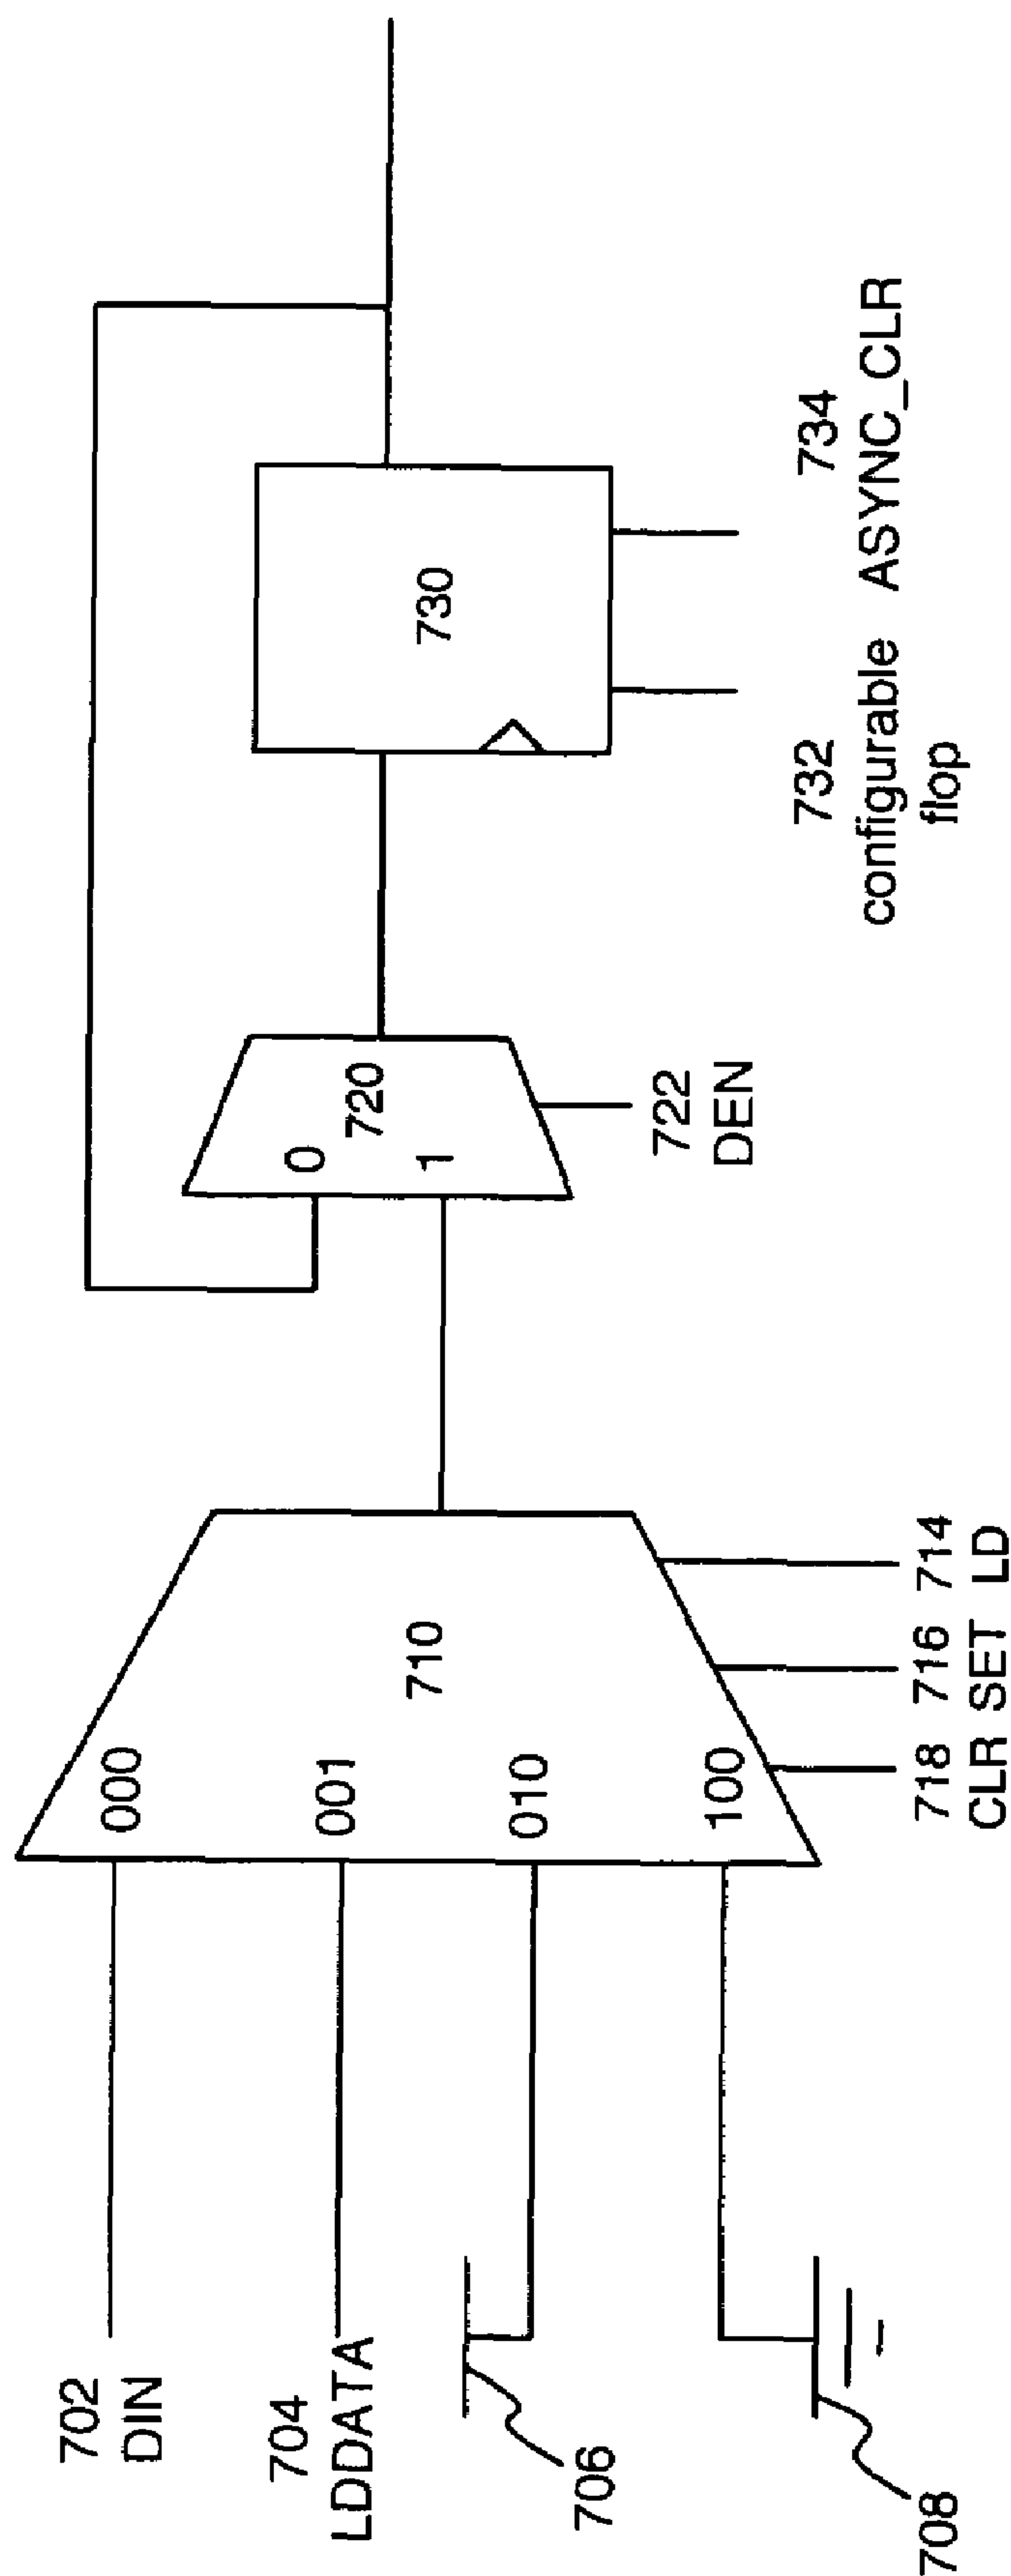 702
DIN
704
LDDATA
706
708
000
001
010
100
710
718 716 714
CLR SET LD
0
1
720
722
DEN
730
732 734
configurable ASYNC_CLR
flop